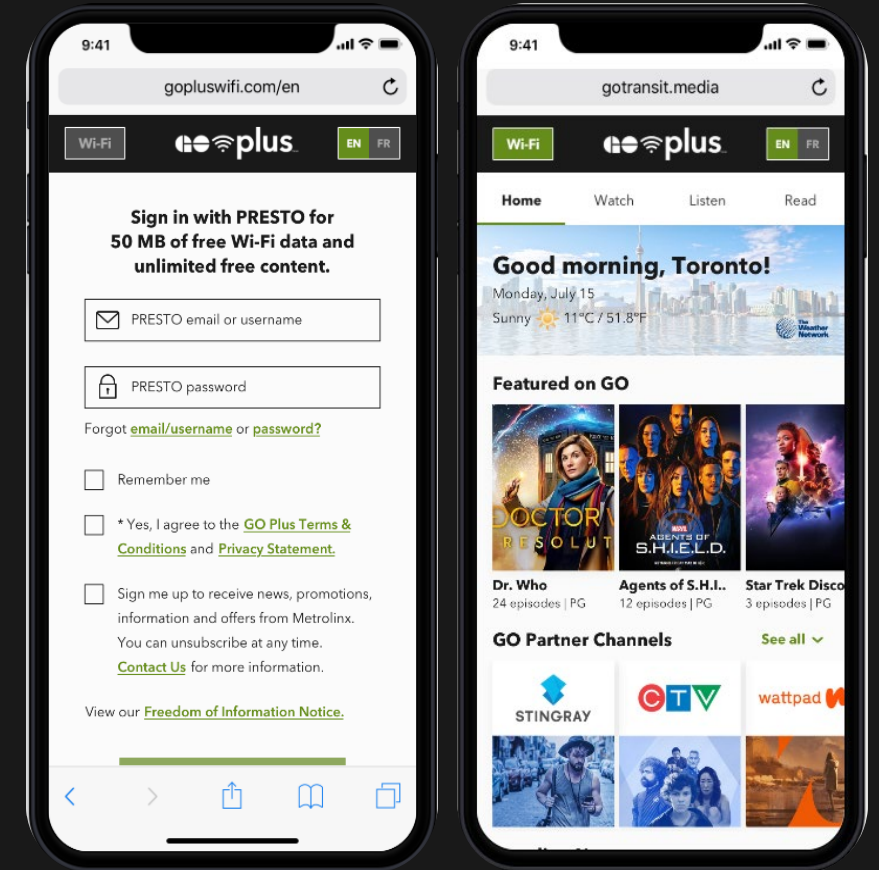 9:41
gopluswifi.com/en
Wi-Fi
GO plus
EN FR
Sign in with PRESTO for
50 MB of free Wi-Fi data and
unlimited free content.
PRESTO email or username
PRESTO password
Forgot email/username or password?
Remember me
* Yes, I agree to the GO Plus Terms &
Conditions and Privacy Statement.
Sign me up to receive news, promotions,
information and offers from Metrolinx.
You can unsubscribe at any time.
Contact Us for more information.
View our Freedom of Information Notice.
9:41
gotransit.media
Wi-Fi
GO plus
EN FR
Home Watch Listen Read
Good morning, Toronto!
Monday, July 15
Sunny 11°C / 51.8°F
The
Weather
Network
Featured on GO
DOCTOR
RESOLUT
MARVEL
AGENTS OF
S.H.I.E.L.D.
Dr. Who
24 episodes | PG
Agents of S.H.I..
12 episodes | PG
Star Trek Disco
3 episodes | PG
GO Partner Channels
See all
STINGRAY
CTV
wattpad